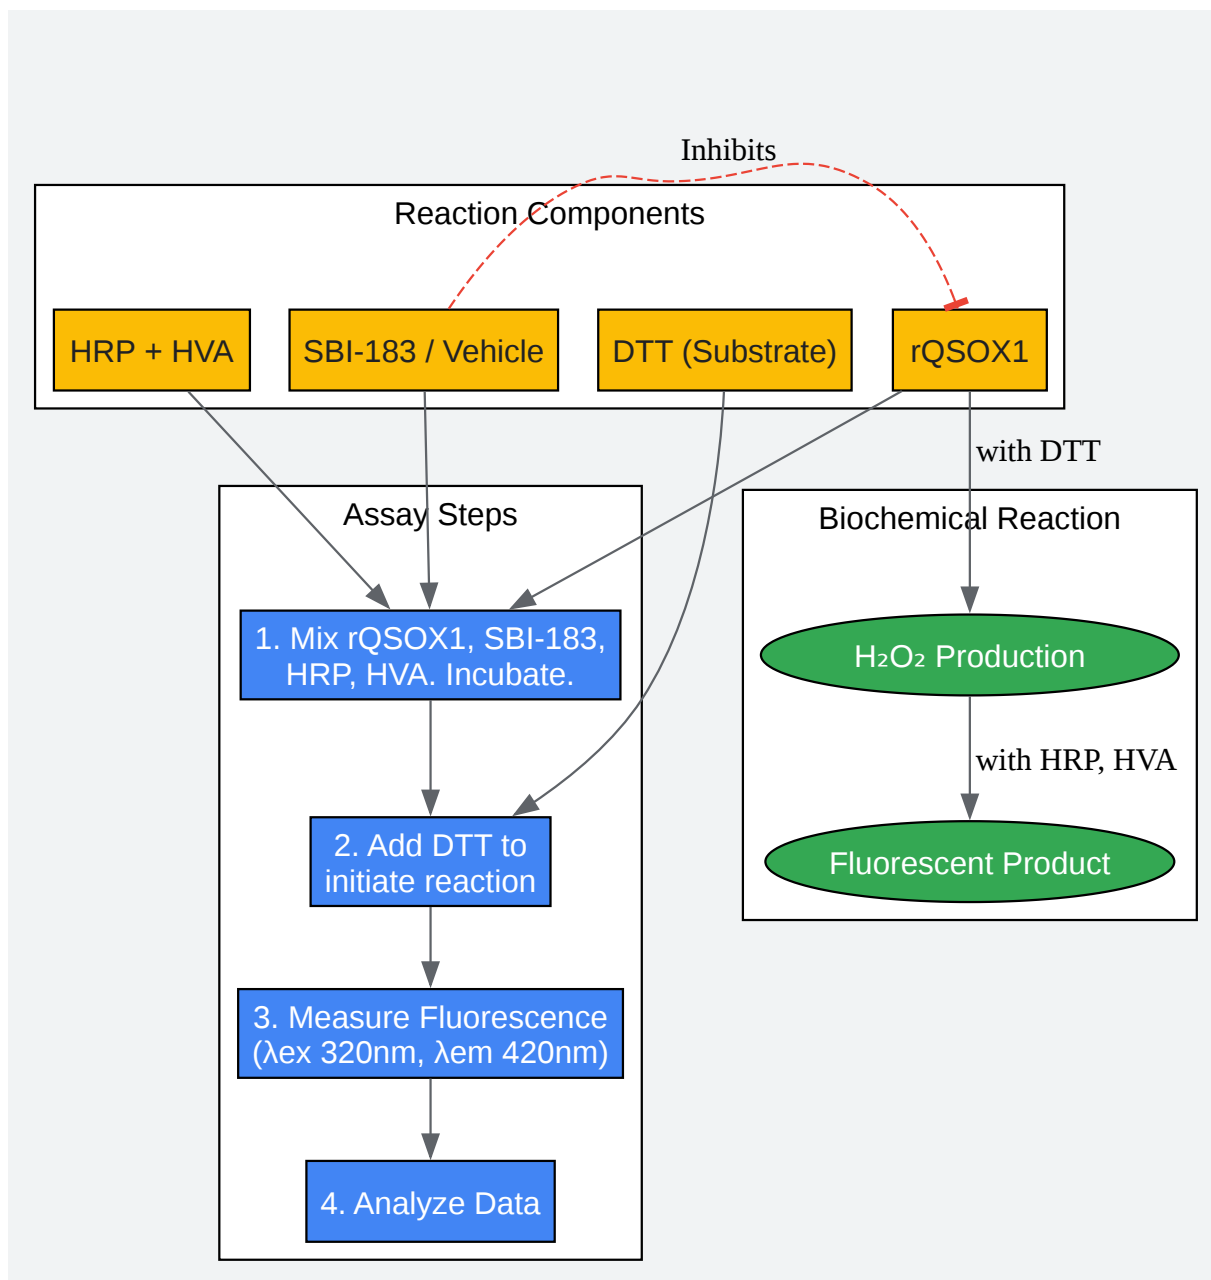 Inhibits
Reaction Components
HRP + HVA
SBI-183 / Vehicle
DTT (Substrate)
rQSOX1
with DTT
Assay Steps
Biochemical Reaction
1. Mix rQSOX1, SBI-183,
HRP, HVA. Incubate.
H₂O₂ Production
with HRP, HVA
2. Add DTT to
initiate reaction
Fluorescent Product
3. Measure Fluorescence
(λex 320nm, λem 420nm)
4. Analyze Data